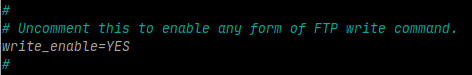 #
# Uncomment this to enable any form of FTP write command.
write_enable=YES
#